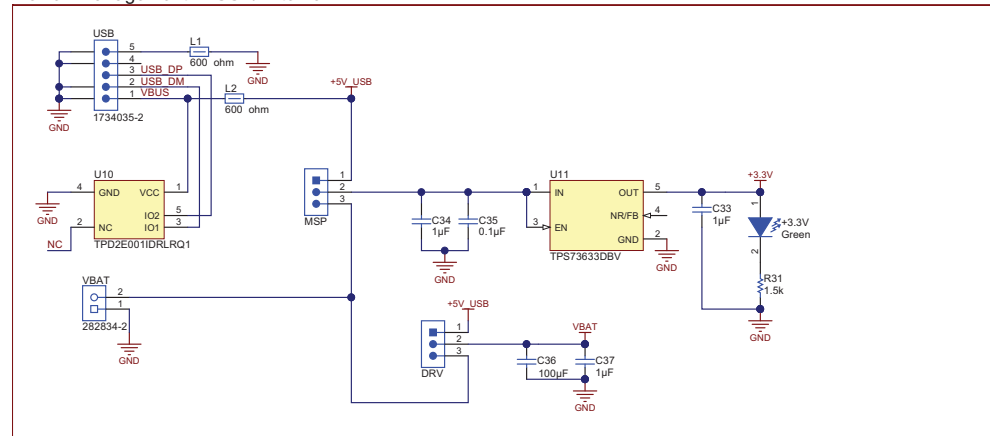 USB
5
4
3 USB_DP
2 USB_DM
1 VBUS
1734035-2
GND
L1
600 ohm
GND
L2
600 ohm
+5V_USB
U10
4 GND VCC 1
IO2 5
2 NC IO1 3
TPD2E001IDRLRQ1
GND
NC
MSP
1
2
3
C34
1µF
C35
0.1µF
GND
U11
1 IN OUT 5
NR/FB 4
3 EN
GND 2
TPS73633DBV
GND
+3.3V
C33
1µF
1
+3.3V
Green
2
R31
1.5k
GND
VBAT
2
1
282834-2
GND
+5V_USB
1
2
3
DRV
VBAT
C36
100µF
C37
1µF
GND